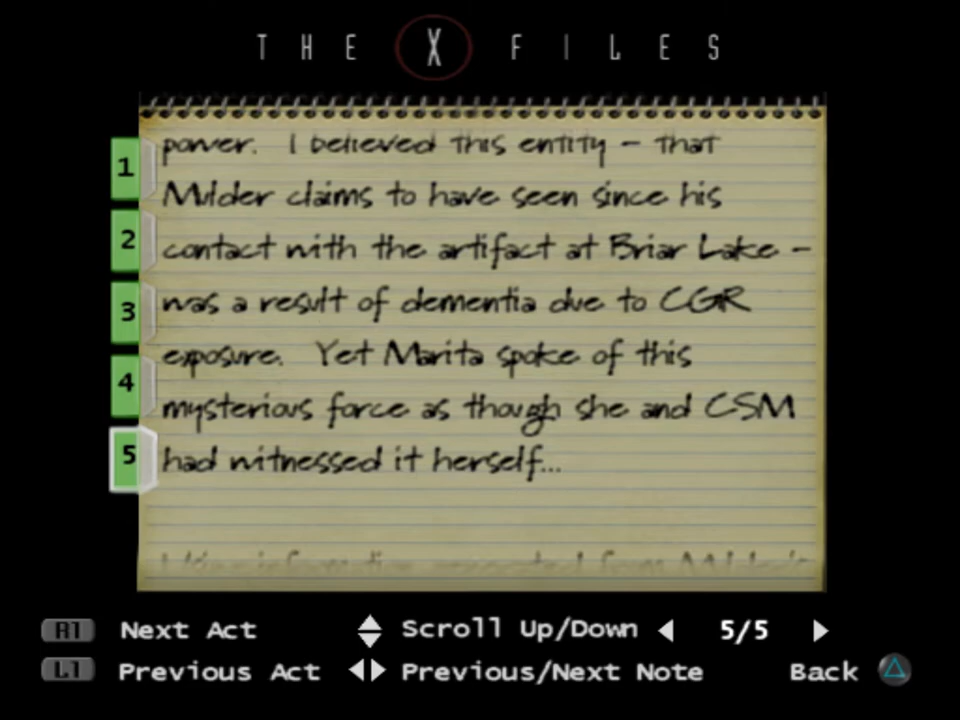 THE X FILES
power. I believed this entity - that
1
Mulder claims to have seen since his
2
contact with the artifact at Briar Lake -
3
was a result of dementia due to CGR
exposure. Yet Marita spoke of this
4
mysterious force as though she and CSM
5
had witnessed it herself...
R1 Next Act
Scroll Up/Down 5/5
L1 Previous Act
Previous/Next Note
Back